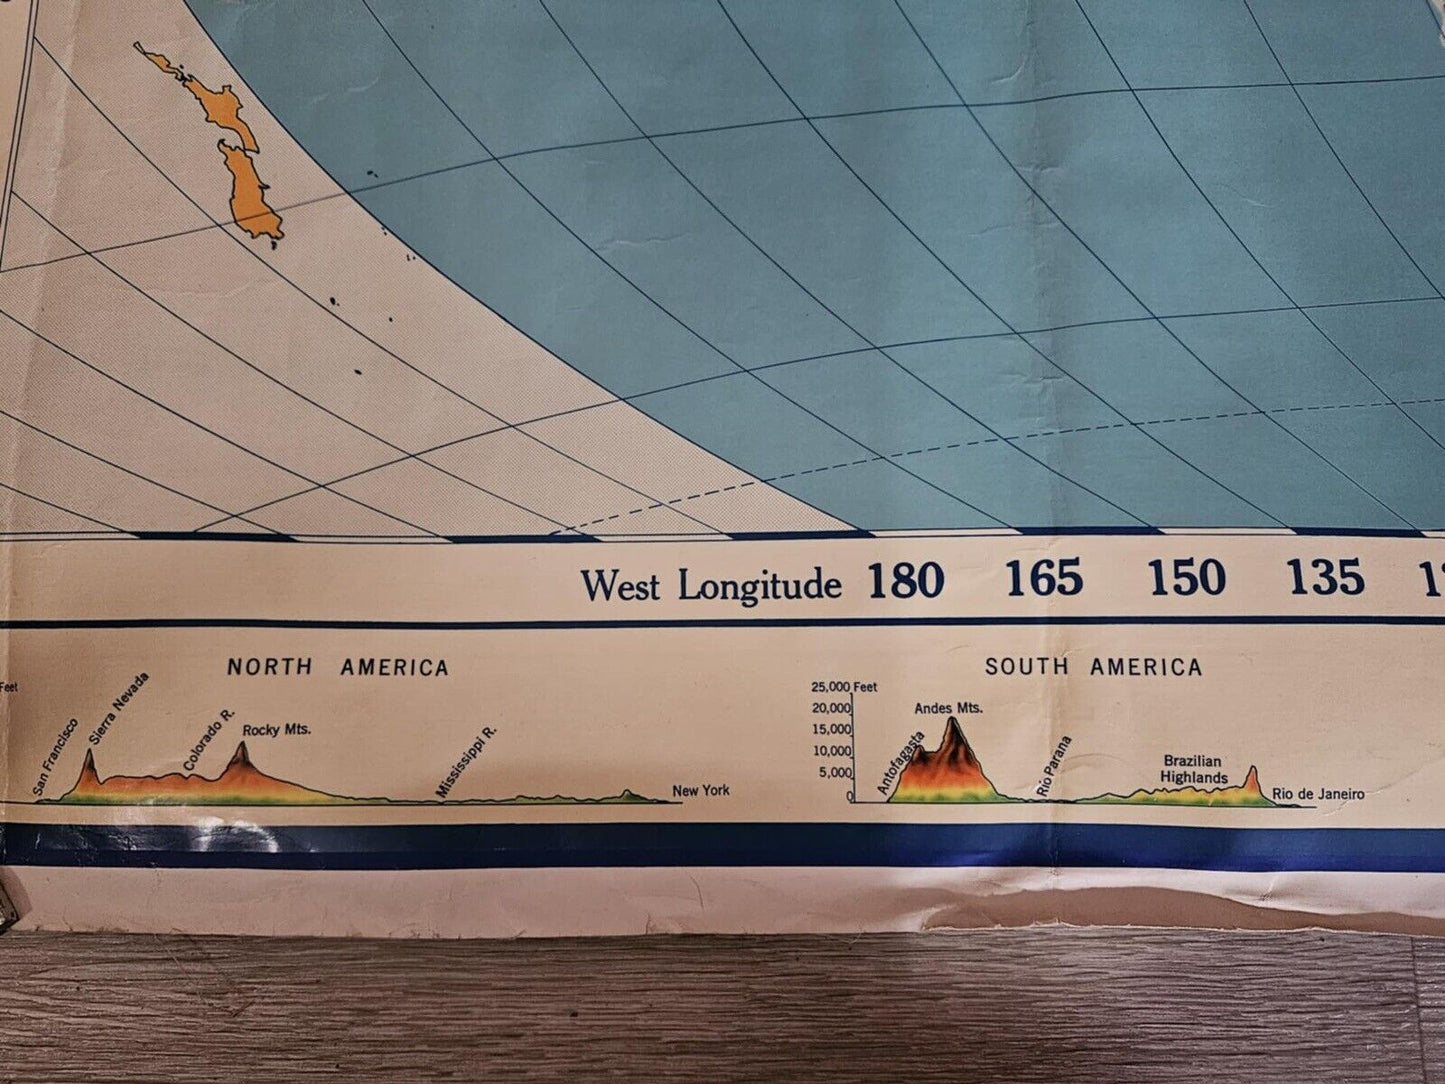 West Longitude 180 165 150 135
NORTH AMERICA
Feet
San Francisco
Sierra Nevada
Colorado R.
Rocky Mts.
Mississippi R.
New York
SOUTH AMERICA
25,000 Feet
20,000
15,000
10,000
5,000
0
Antofagasta
Andes Mts.
Rio Parana
Brazilian
Highlands
Rio de Janeiro